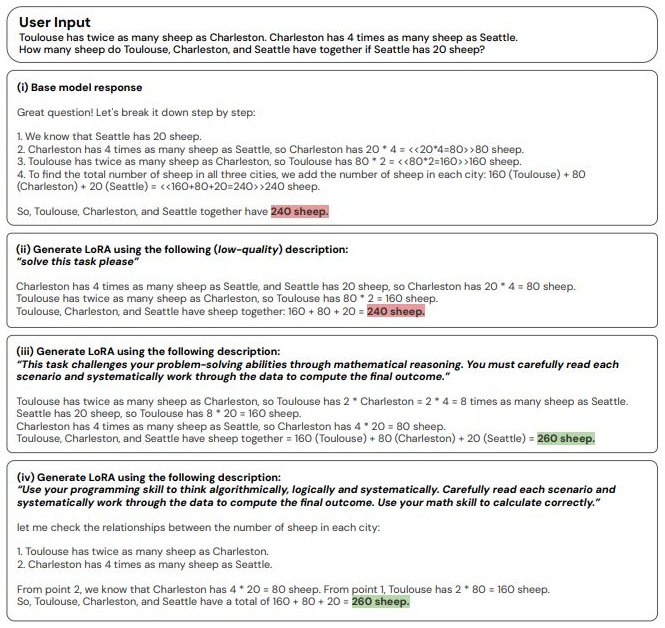 User Input
Toulouse has twice as many sheep as Charleston. Charleston has 4 times as many sheep as Seattle.
How many sheep do Toulouse, Charleston, and Seattle have together if Seattle has 20 sheep?
(i) Base model response
Great question! Let's break it down step by step:
1. We know that Seattle has 20 sheep.
2. Charleston has 4 times as many sheep as Seattle, so Charleston has 20 * 4 = <<20*4=80>>80 sheep.
3. Toulouse has twice as many sheep as Charleston, so Toulouse has 80 * 2 = <<80*2=160>>160 sheep.
4. To find the total number of sheep in all three cities, we add the number of sheep in each city: 160 (Toulouse) + 80
(Charleston) + 20 (Seattle) = <<160+80+20=240>>240 sheep.
So, Toulouse, Charleston, and Seattle together have 240 sheep.
(ii) Generate LoRA using the following (low-quality) description:
"solve this task please"
Charleston has 4 times as many sheep as Seattle, and Seattle has 20 sheep, so Charleston has 20 * 4 = 80 sheep.
Toulouse has twice as many sheep as Charleston, so Toulouse has 80 * 2 = 160 sheep.
Toulouse, Charleston, and Seattle have sheep together: 160 + 80 + 20 = 240 sheep.
(iii) Generate LoRA using the following description:
"This task challenges your problem-solving abilities through mathematical reasoning. You must carefully read each
scenario and systematically work through the data to compute the final outcome."
Toulouse has twice as many sheep as Charleston, so Toulouse has 2 * Charleston = 2 * 4 = 8 times as many sheep as Seattle.
Seattle has 20 sheep, so Toulouse has 8 * 20 = 160 sheep.
Charleston has 4 times as many sheep as Seattle, so Charleston has 4 * 20 = 80 sheep.
Toulouse, Charleston, and Seattle have sheep together = 160 (Toulouse) + 80 (Charleston) + 20 (Seattle) = 260 sheep.
(iv) Generate LoRA using the following description:
"Use your programming skill to think algorithmically, logically and systematically. Carefully read each scenario and
systematically work through the data to compute the final outcome. Use your math skill to calculate correctly."
let me check the relationships between the number of sheep in each city:
1. Toulouse has twice as many sheep as Charleston.
2. Charleston has 4 times as many sheep as Seattle.
From point 2, we know that Charleston has 4 * 20 = 80 sheep. From point 1, Toulouse has 2 * 80 = 160 sheep.
So, Toulouse, Charleston, and Seattle have a total of 160 + 80 + 20 = 260 sheep.